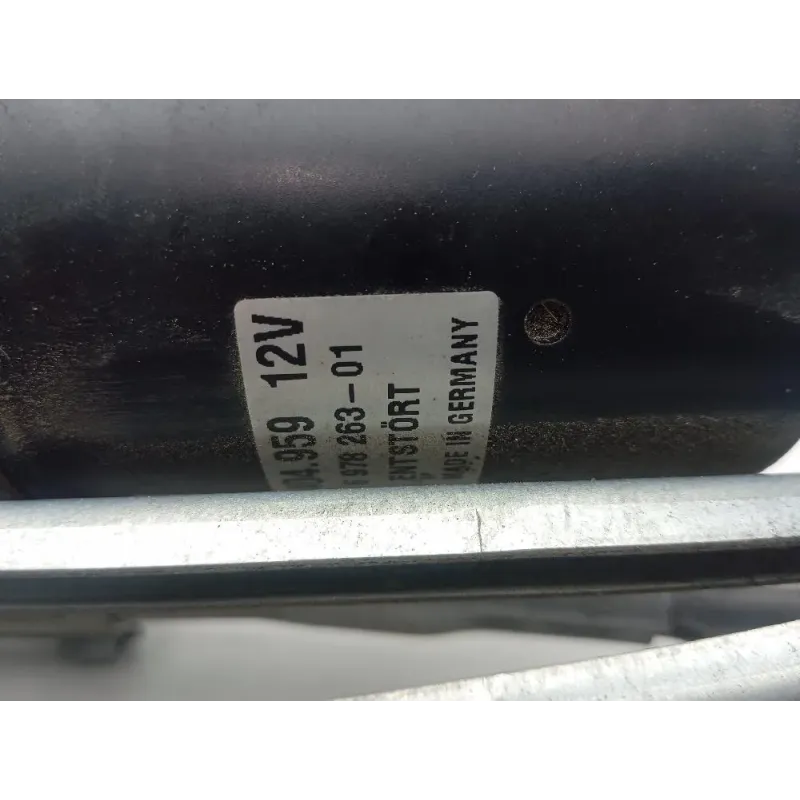 04.959 12V
978 263-01
ENTSTÖRT
MADE IN GERMANY